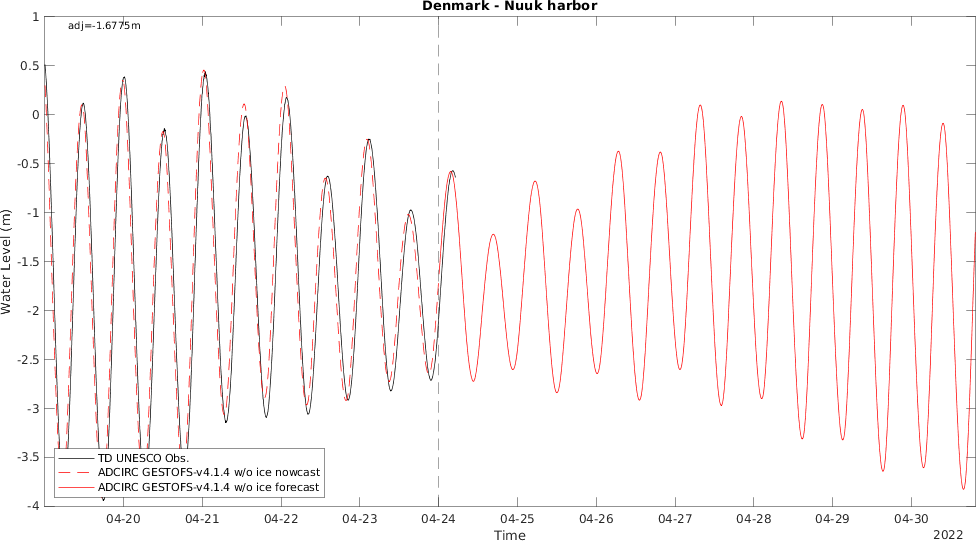 Denmark - Nuuk harbor
adj=-1.6775m
1
0.5
0
-0.5
-1
-1.5
-2
-2.5
-3
-3.5
-4
Water Level (m)
TD UNESCO Obs.
ADCIRC GESTOFS-v4.1.4 w/o ice nowcast
ADCIRC GESTOFS-v4.1.4 w/o ice forecast
04-20 04-21 04-22 04-23 04-24 04-25 04-26 04-27 04-28 04-29 04-30
Time
2022